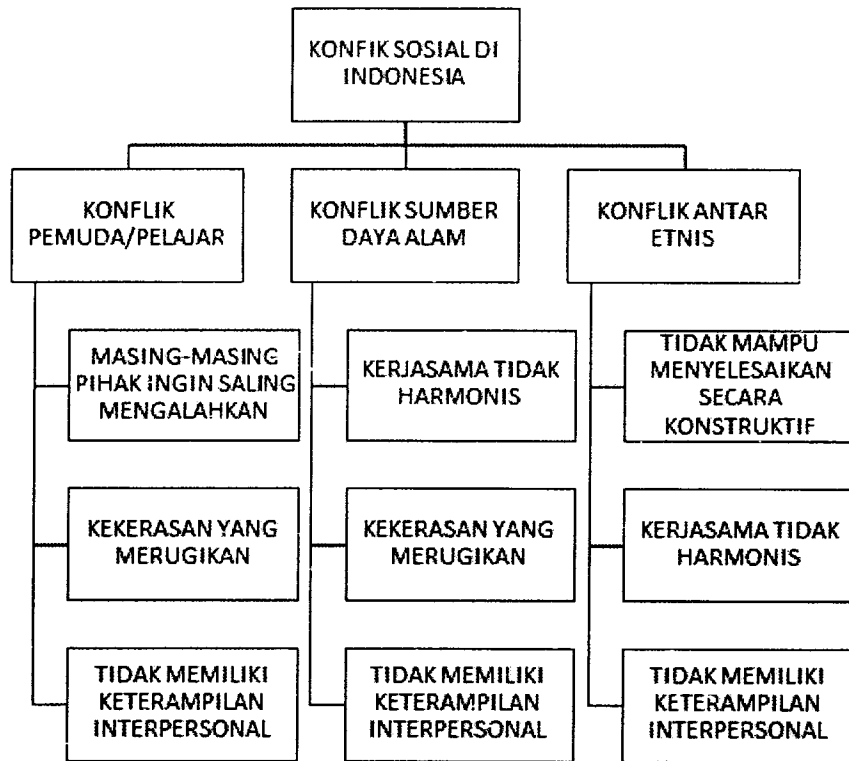 KONFIK SOSIAL DI
INDONESIA
KONFLIK
PEMUDA/PELAJAR
KONFLIK SUMBER
DAYA ALAM
KONFLIK ANTAR
ETNIS
MASING-MASING
PIHAK INGIN SALING
MENGALAHKAN
KERJASAMA TIDAK
HARMONIS
TIDAK MAMPU
MENYELESAIKAN
SECARA
KONSTRUKTIF
KEKERASAN YANG
MERUGIKAN
KEKERASAN YANG
MERUGIKAN
KERJASAMA TIDAK
HARMONIS
TIDAK MEMILIKI
KETERAMPILAN
INTERPERSONAL
TIDAK MEMILIKI
KETERAMPILAN
INTERPERSONAL
TIDAK MEMILIKI
KETERAMPILAN
INTERPERSONAL